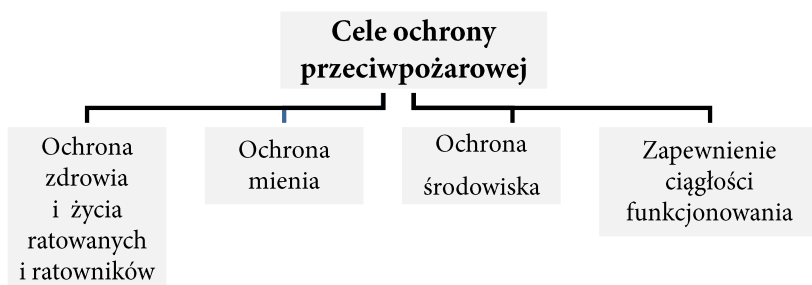 Cele ochrony
przeciwpożarowej
Ochrona
zdrowia
i życia
ratowanych
i ratowników
Ochrona
mienia
Ochrona
środowiska
Zapewnienie
ciągłości
funkcjonowania